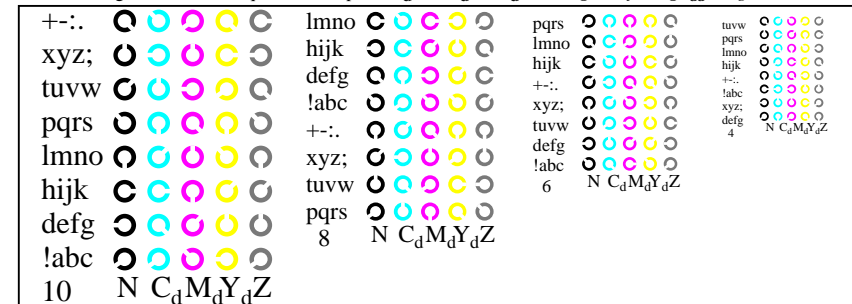 +-:.
xyz;
tuvw
pqrs
lmno
hijk
defg
!abc
10 N CdMdYdZ
lmno
hijk
defg
!abc
+-:.
xyz;
tuvw
pqrs
8 N CdMdYdZ
pqrs
lmno
hijk
+-:.
xyz;
tuvw
defg
!abc
6 N CdMdYdZ
tuvw
pqrs
lmno
hijk
+-:.
!abc
xyz;
defg
4 N CdMdYdZ